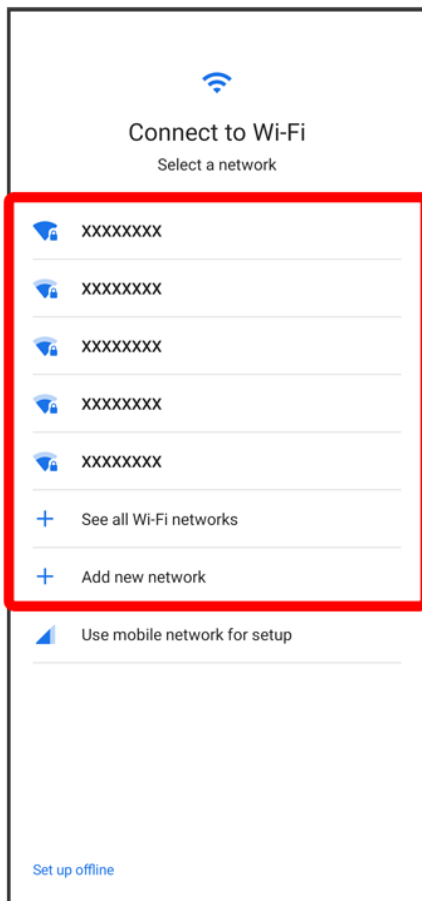 Connect to Wi-Fi
Select a network
XXXXXXXX
XXXXXXXX
XXXXXXXX
XXXXXXXX
XXXXXXXX
See all Wi-Fi networks
Add new network
Use mobile network for setup
Set up offline